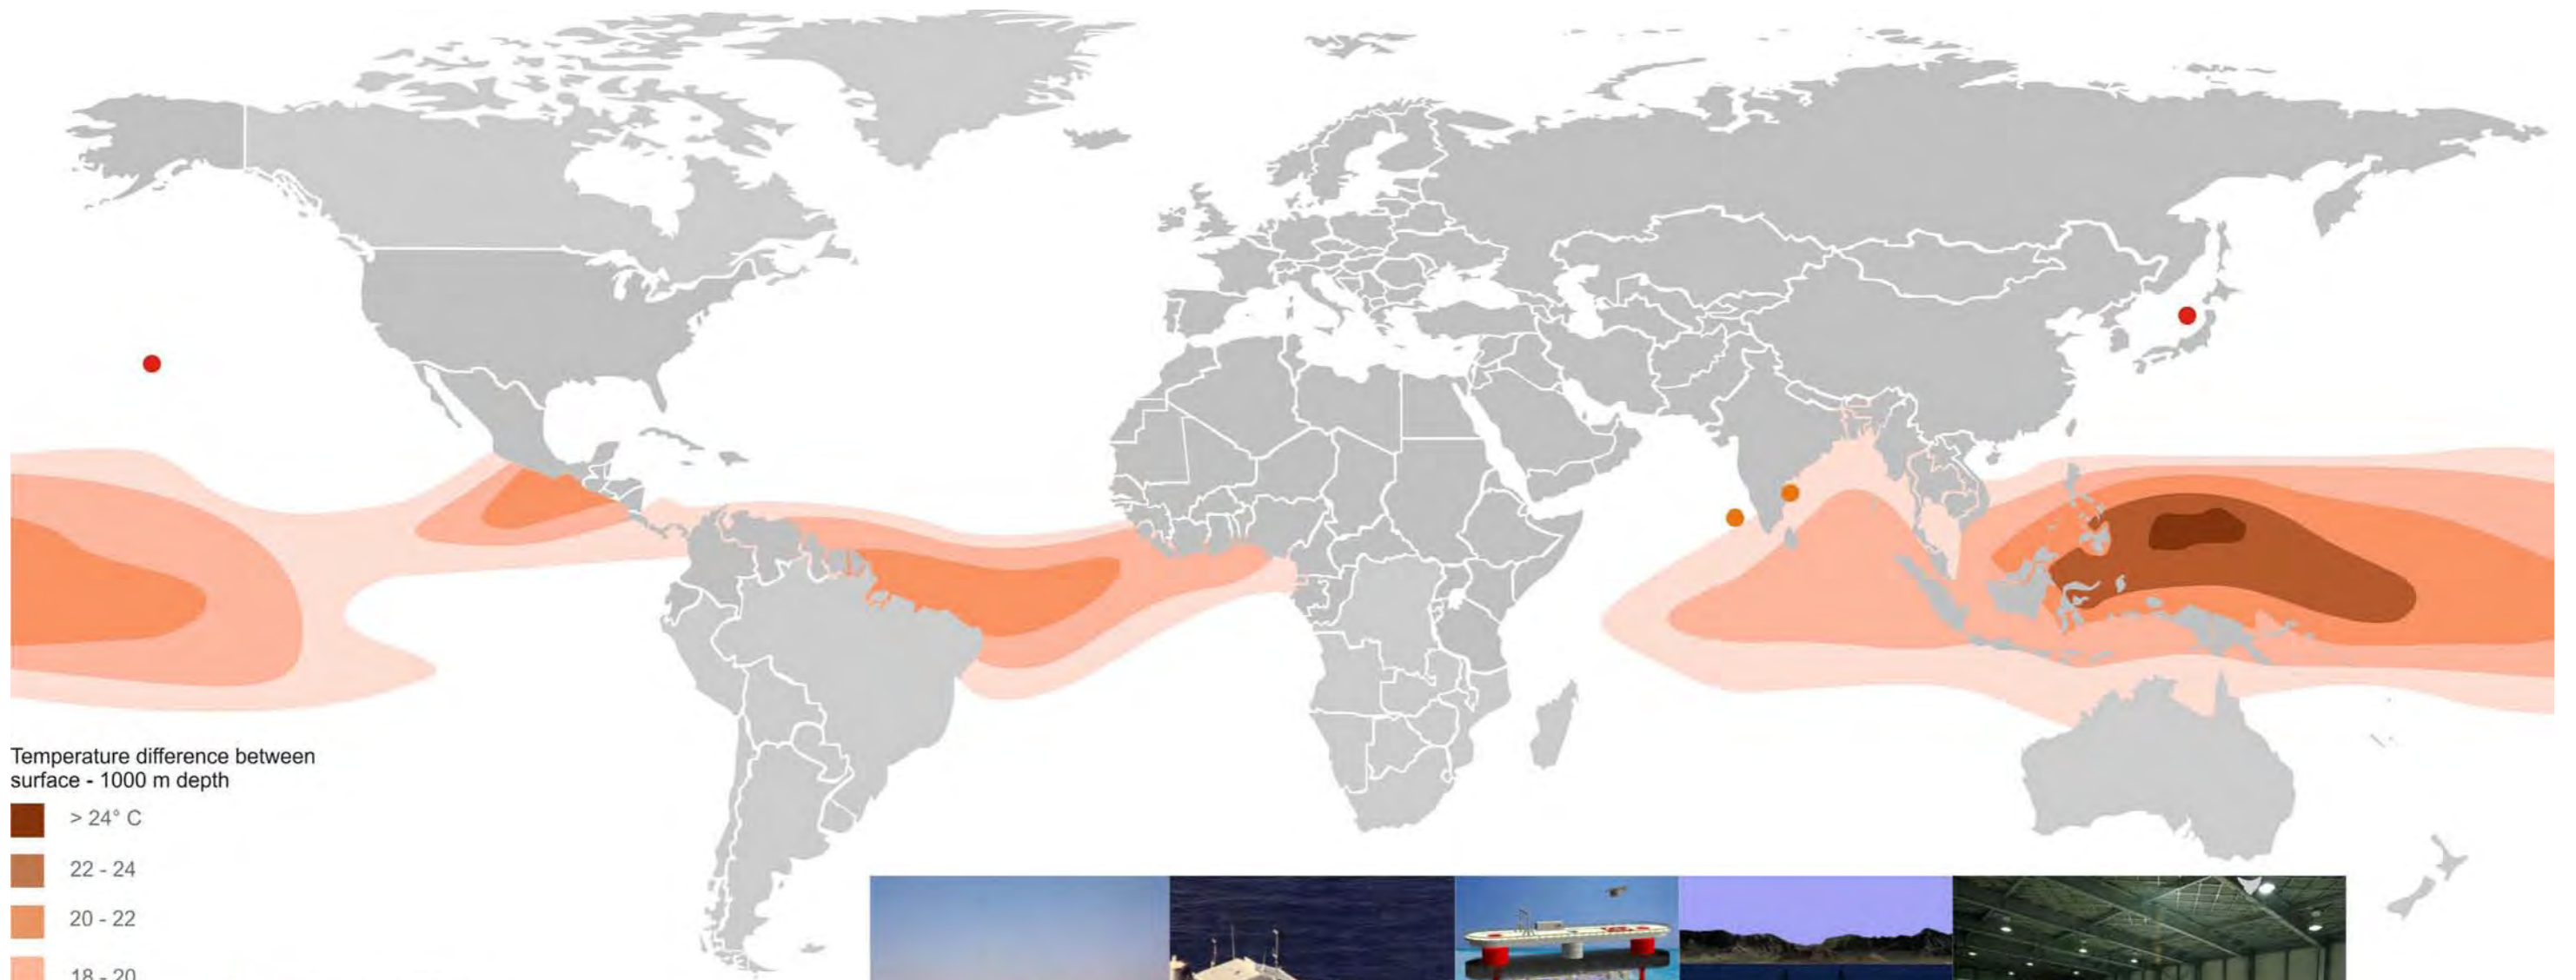 Temperature difference between
surface - 1000 m depth
> 24° C
22 - 24
20 - 22
18 - 20